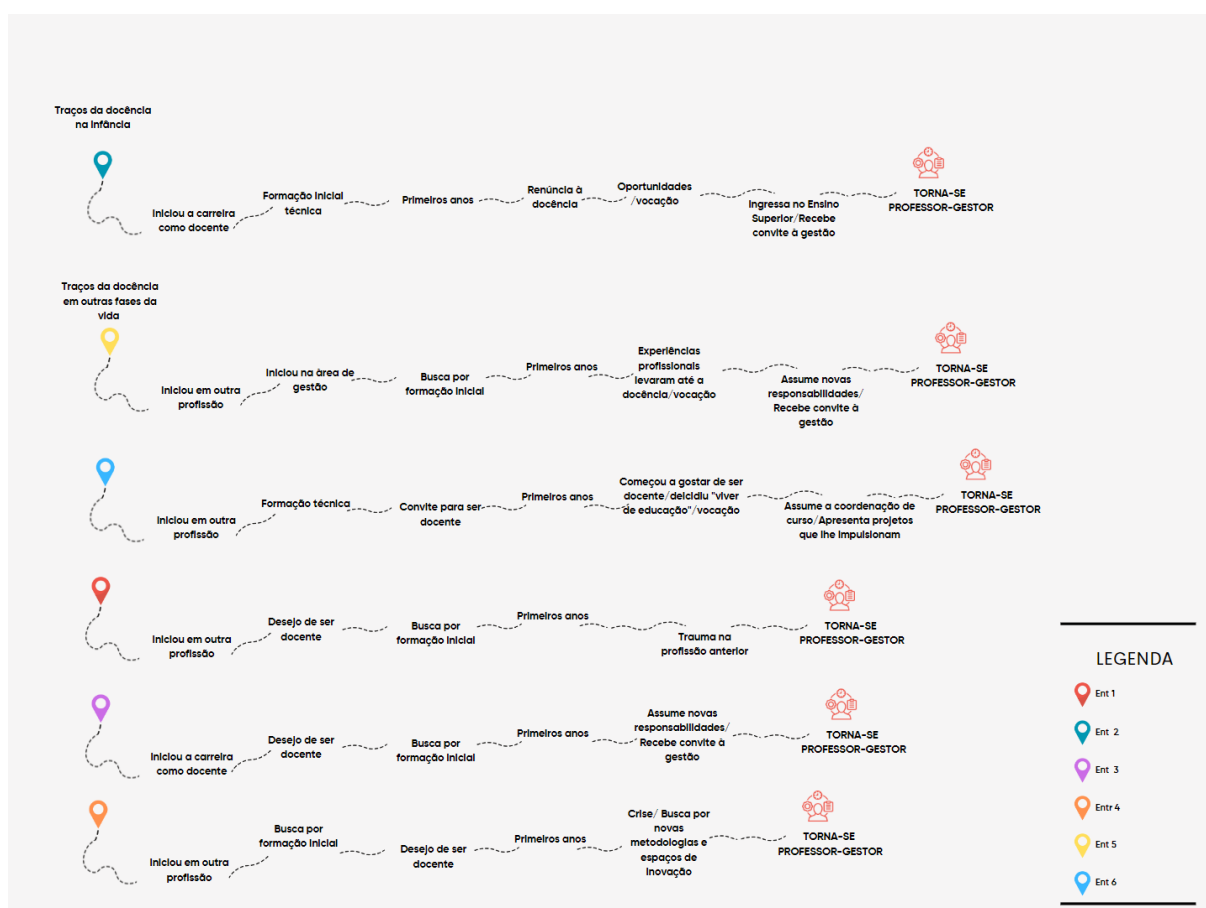 Traços da docência
na infância
Iniciou a carreira
como docente
Formação inicial
técnica
Primeiros anos
Renúncia à
docência
Oportunidades
/vocação
Ingressa no Ensino
Superior/Recebe
convite à gestão
TORNA-SE
PROFESSOR-GESTOR
Traços da docência
em outras fases da
vida
Iniciou em outra
profissão
Iniciou na área de
gestão
Busca por
formação inicial
Primeiros anos
Experiências
profissionais
levaram até a
docência/vocação
Assume novas
responsabilidades/
Recebe convite à
gestão
TORNA-SE
PROFESSOR-GESTOR
Iniciou em outra
profissão
Formação técnica
Convite para ser
docente
Primeiros anos
Começou a gostar de ser
docente/deicidiu "viver
de educação"/vocação
Assume a coordenação de
curso/Apresenta projetos
que lhe impulsionam
TORNA-SE
PROFESSOR-GESTOR
Iniciou em outra
profissão
Desejo de ser
docente
Busca por
formação inicial
Primeiros anos
Trauma na
profissão anterior
TORNA-SE
PROFESSOR-GESTOR
Iniciou a carreira
como docente
Desejo de ser
docente
Busca por
formação inicial
Primeiros anos
Assume novas
responsabilidades/
Recebe convite à
gestão
TORNA-SE
PROFESSOR-GESTOR
Iniciou em outra
profissão
Busca por
formação inicial
Desejo de ser
docente
Primeiros anos
Crise/ Busca por
novas
metodologias e
espaços de
Inovação
TORNA-SE
PROFESSOR-GESTOR
LEGENDA
Ent 1
Ent 2
Ent 3
Entr 4
Ent 5
Ent 6